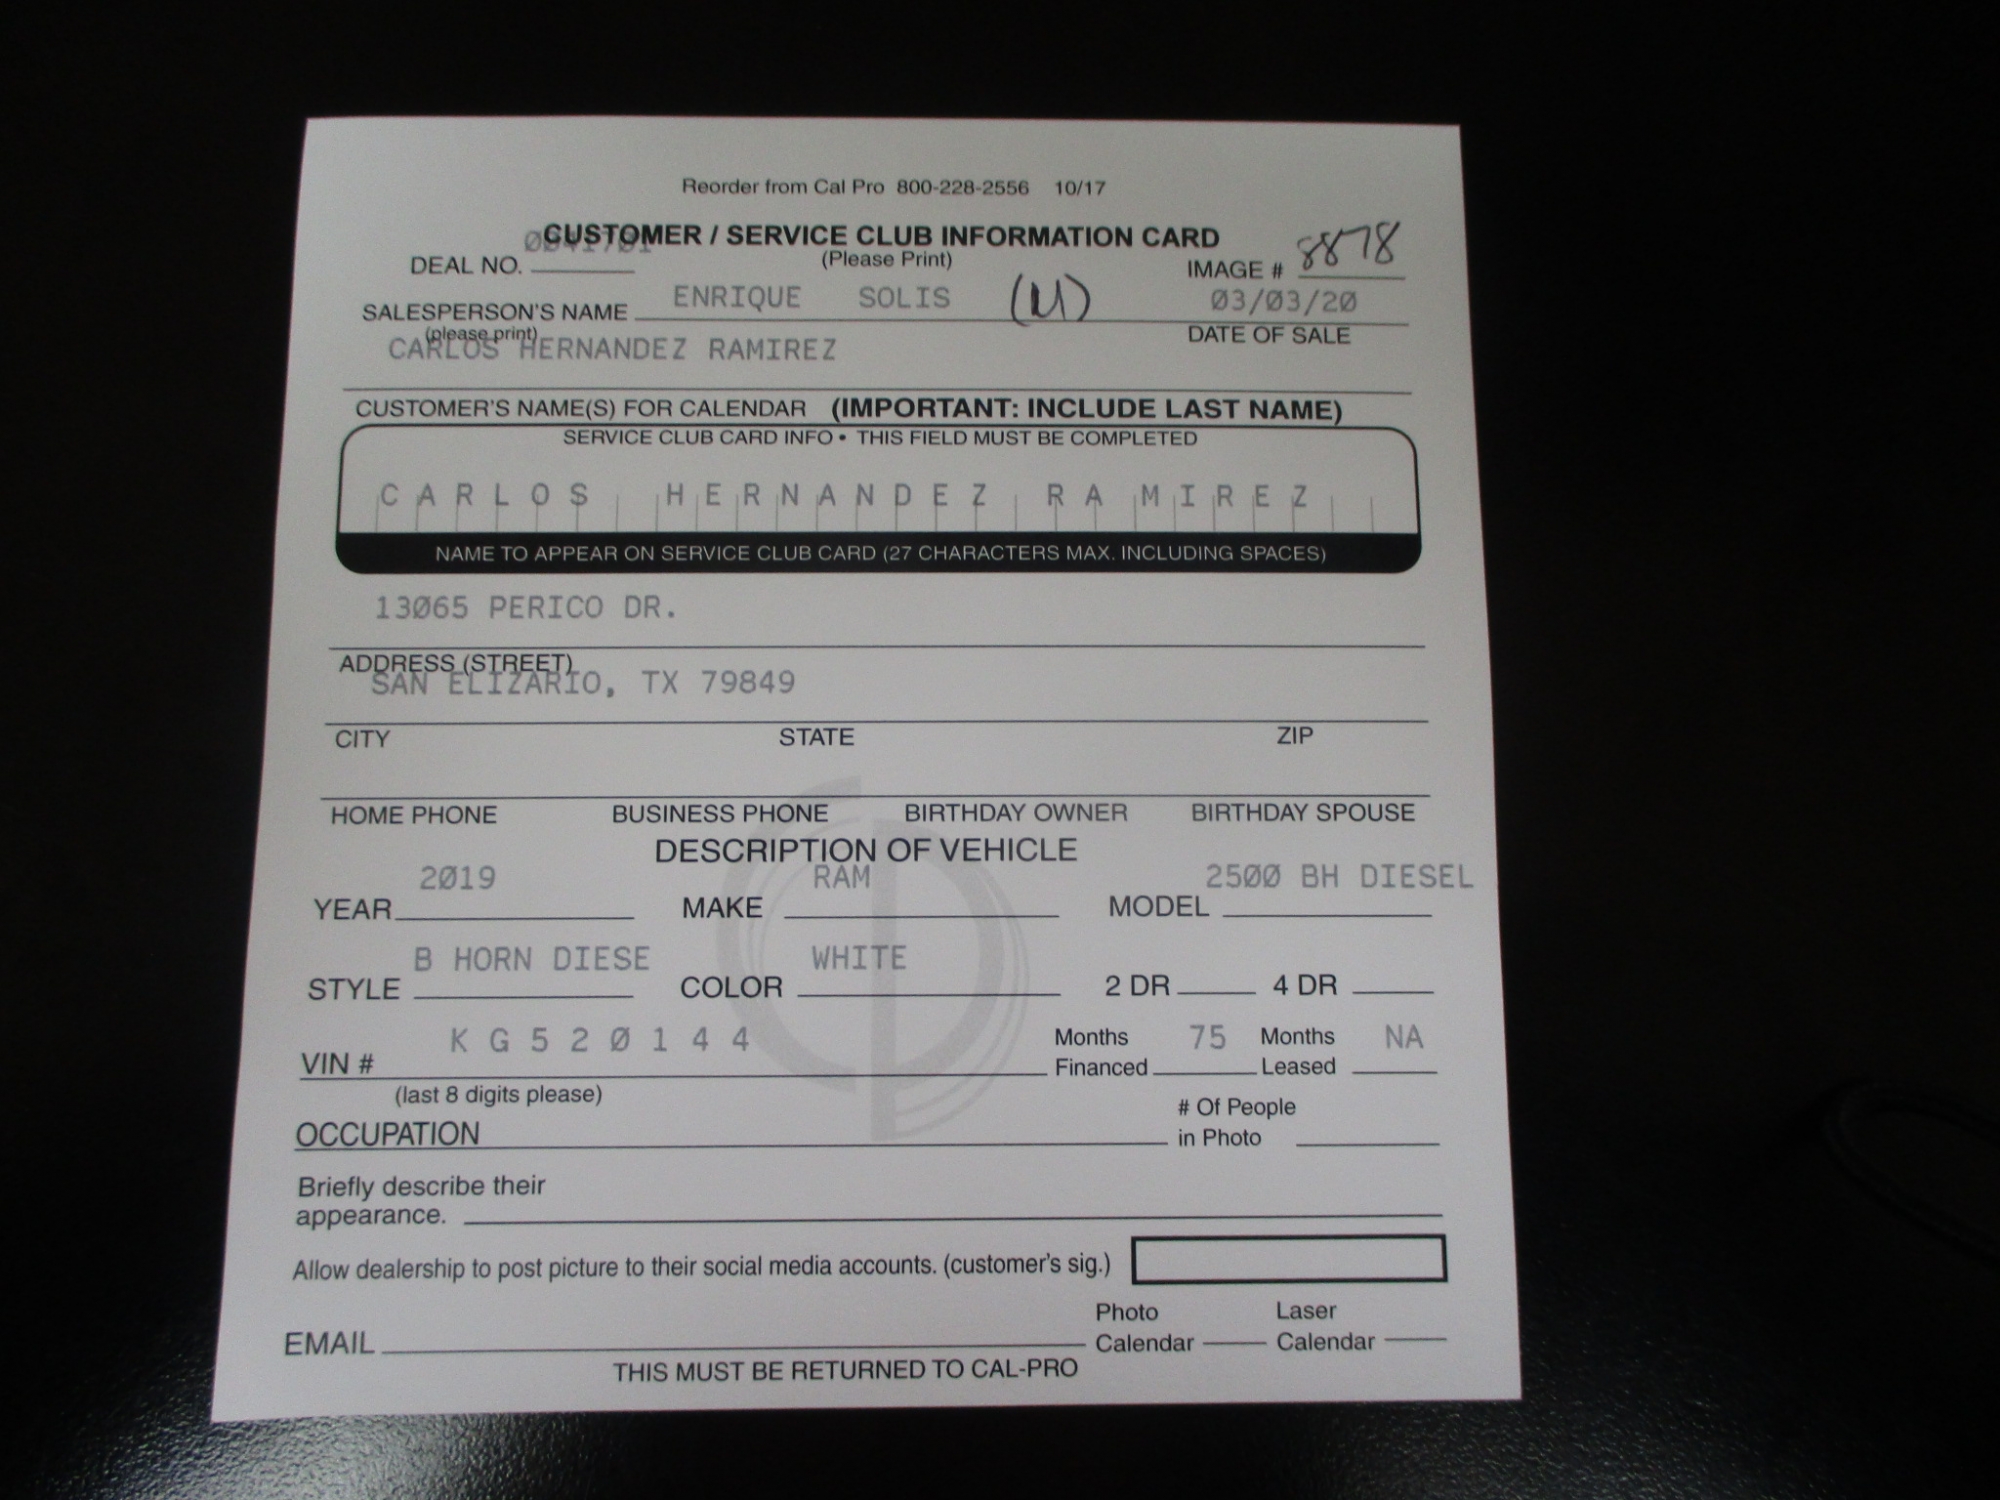 Reorder from Cal Pro 800-228-2556 10/17
CUSTOMER / SERVICE CLUB INFORMATION CARD
(Please Print)
DEAL NO.
IMAGE # 8878
SALESPERSON'S NAME ENRIQUE SOLIS (U) 03/03/20
(please print) DATE OF SALE
CARLOS HERNANDEZ RAMIREZ
CUSTOMER'S NAME(S) FOR CALENDAR (IMPORTANT: INCLUDE LAST NAME)
SERVICE CLUB CARD INFO • THIS FIELD MUST BE COMPLETED
CARLOS HERNANDEZ RAMIREZ
NAME TO APPEAR ON SERVICE CLUB CARD (27 CHARACTERS MAX. INCLUDING SPACES)
13065 PERICO DR.
ADDRESS (STREET)
SAN ELIZARIO, TX 79849
CITY STATE ZIP
HOME PHONE BUSINESS PHONE BIRTHDAY OWNER BIRTHDAY SPOUSE
DESCRIPTION OF VEHICLE
YEAR 2019 MAKE RAM MODEL 2500 BH DIESEL
STYLE B HORN DIESE COLOR WHITE 2 DR 4 DR
VIN # KG520144 Months Financed 75 Months Leased NA
(last 8 digits please)
OCCUPATION # Of People in Photo
Briefly describe their
appearance.
Allow dealership to post picture to their social media accounts. (customer's sig.)
EMAIL Photo Calendar Laser Calendar
THIS MUST BE RETURNED TO CAL-PRO